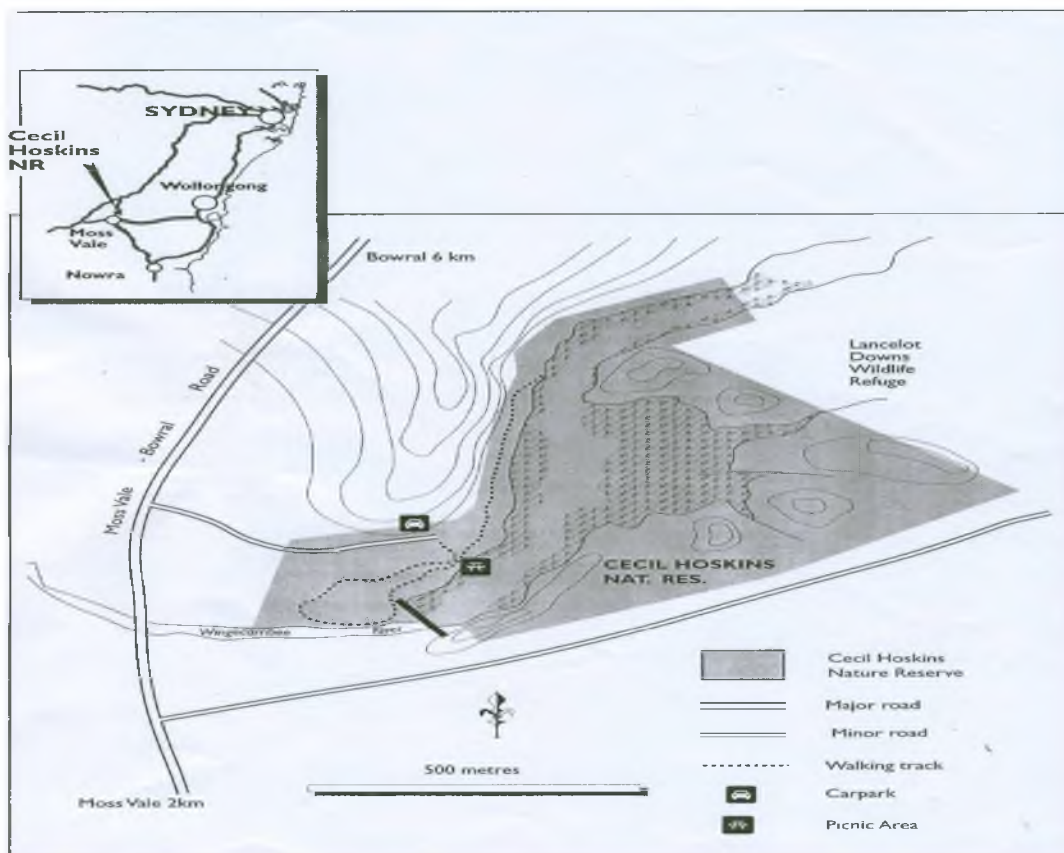 SYDNEY
Cecil
Hoskins
NR
Wollongong
Moss
Vale
Nowra
Bowral 6 km
Lancelot
Downs
Wildlife
Refuge
Moss Vale - Bowral Road
CECIL HOSKINS
NAT. RES.
Wingecarribee River
Cecil Hoskins
Nature Reserve
Major road
Minor road
Walking track
Carpark
Picnic Area
500 metres
Moss Vale 2km